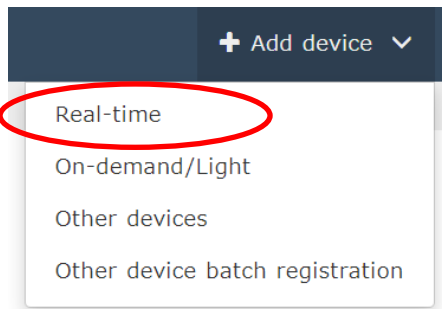 Add device
Real-time
On-demand/Light
Other devices
Other device batch registration